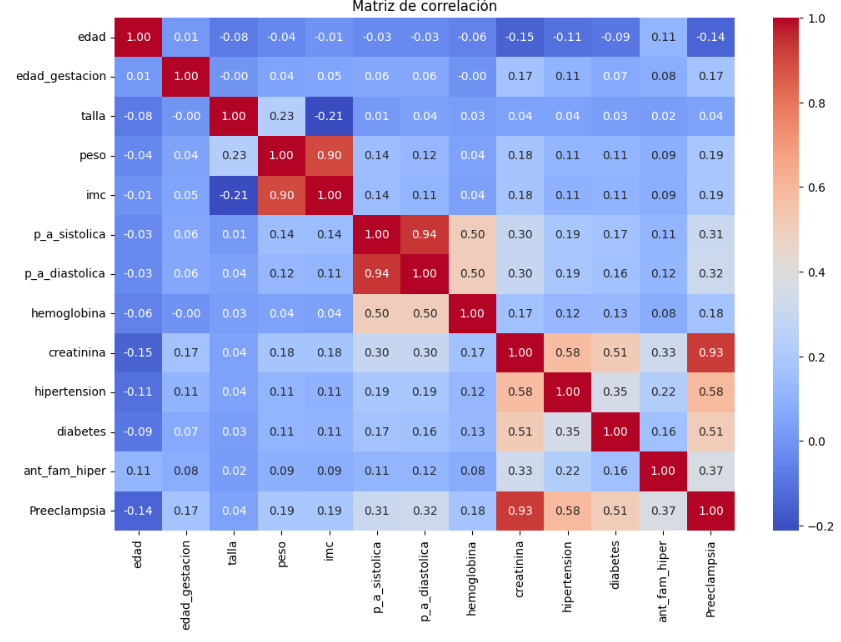 Matriz de correlación
edad 1.00 0.01 -0.08 -0.04 -0.01 -0.03 -0.03 -0.06 -0.15 -0.11 -0.09 0.11 -0.14
edad_gestacion 0.01 1.00 -0.00 0.04 0.05 0.06 0.06 -0.00 0.17 0.11 0.07 0.08 0.17
talla -0.08 -0.00 1.00 0.23 -0.21 0.01 0.04 0.03 0.04 0.04 0.03 0.02 0.04
peso -0.04 0.04 0.23 1.00 0.90 0.14 0.12 0.04 0.18 0.11 0.11 0.09 0.19
imc -0.01 0.05 -0.21 0.90 1.00 0.14 0.11 0.04 0.18 0.11 0.11 0.09 0.19
p_a_sistolica -0.03 0.06 0.01 0.14 0.14 1.00 0.94 0.50 0.30 0.19 0.17 0.11 0.31
p_a_diastolica -0.03 0.06 0.04 0.12 0.11 0.94 1.00 0.50 0.30 0.19 0.16 0.12 0.32
hemoglobina -0.06 -0.00 0.03 0.04 0.04 0.50 0.50 1.00 0.17 0.12 0.13 0.08 0.18
creatinina -0.15 0.17 0.04 0.18 0.18 0.30 0.30 0.17 1.00 0.58 0.51 0.33 0.93
hipertension -0.11 0.11 0.04 0.11 0.11 0.19 0.19 0.12 0.58 1.00 0.35 0.22 0.58
diabetes -0.09 0.07 0.03 0.11 0.11 0.17 0.16 0.13 0.51 0.35 1.00 0.16 0.51
ant_fam_hiper 0.11 0.08 0.02 0.09 0.09 0.11 0.12 0.08 0.33 0.22 0.16 1.00 0.37
Preeclampsia -0.14 0.17 0.04 0.19 0.19 0.31 0.32 0.18 0.93 0.58 0.51 0.37 1.00
edad edad_gestacion talla peso imc p_a_sistolica p_a_diastolica hemoglobina creatinina hipertension diabetes ant_fam_hiper Preeclampsia
1.0
0.8
0.6
0.4
0.2
0.0
−0.2